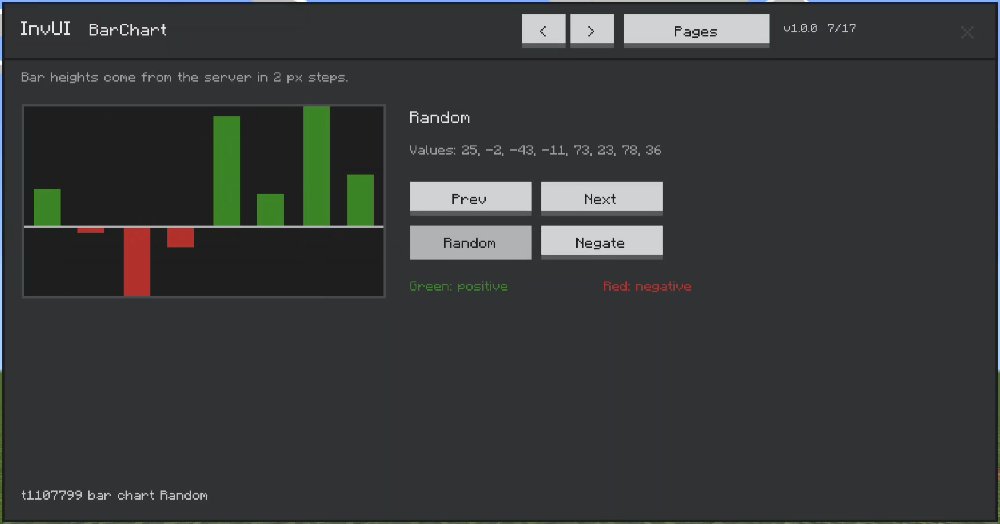 InvUI BarChart < > Pages v1.0.0 7/17 ×
Bar heights come from the server in 2 px steps.
Random
Values: 25, -2, -43, -11, 73, 23, 78, 36
Prev Next
Random Negate
Green: positive Red: negative
t1107799 bar chart Random